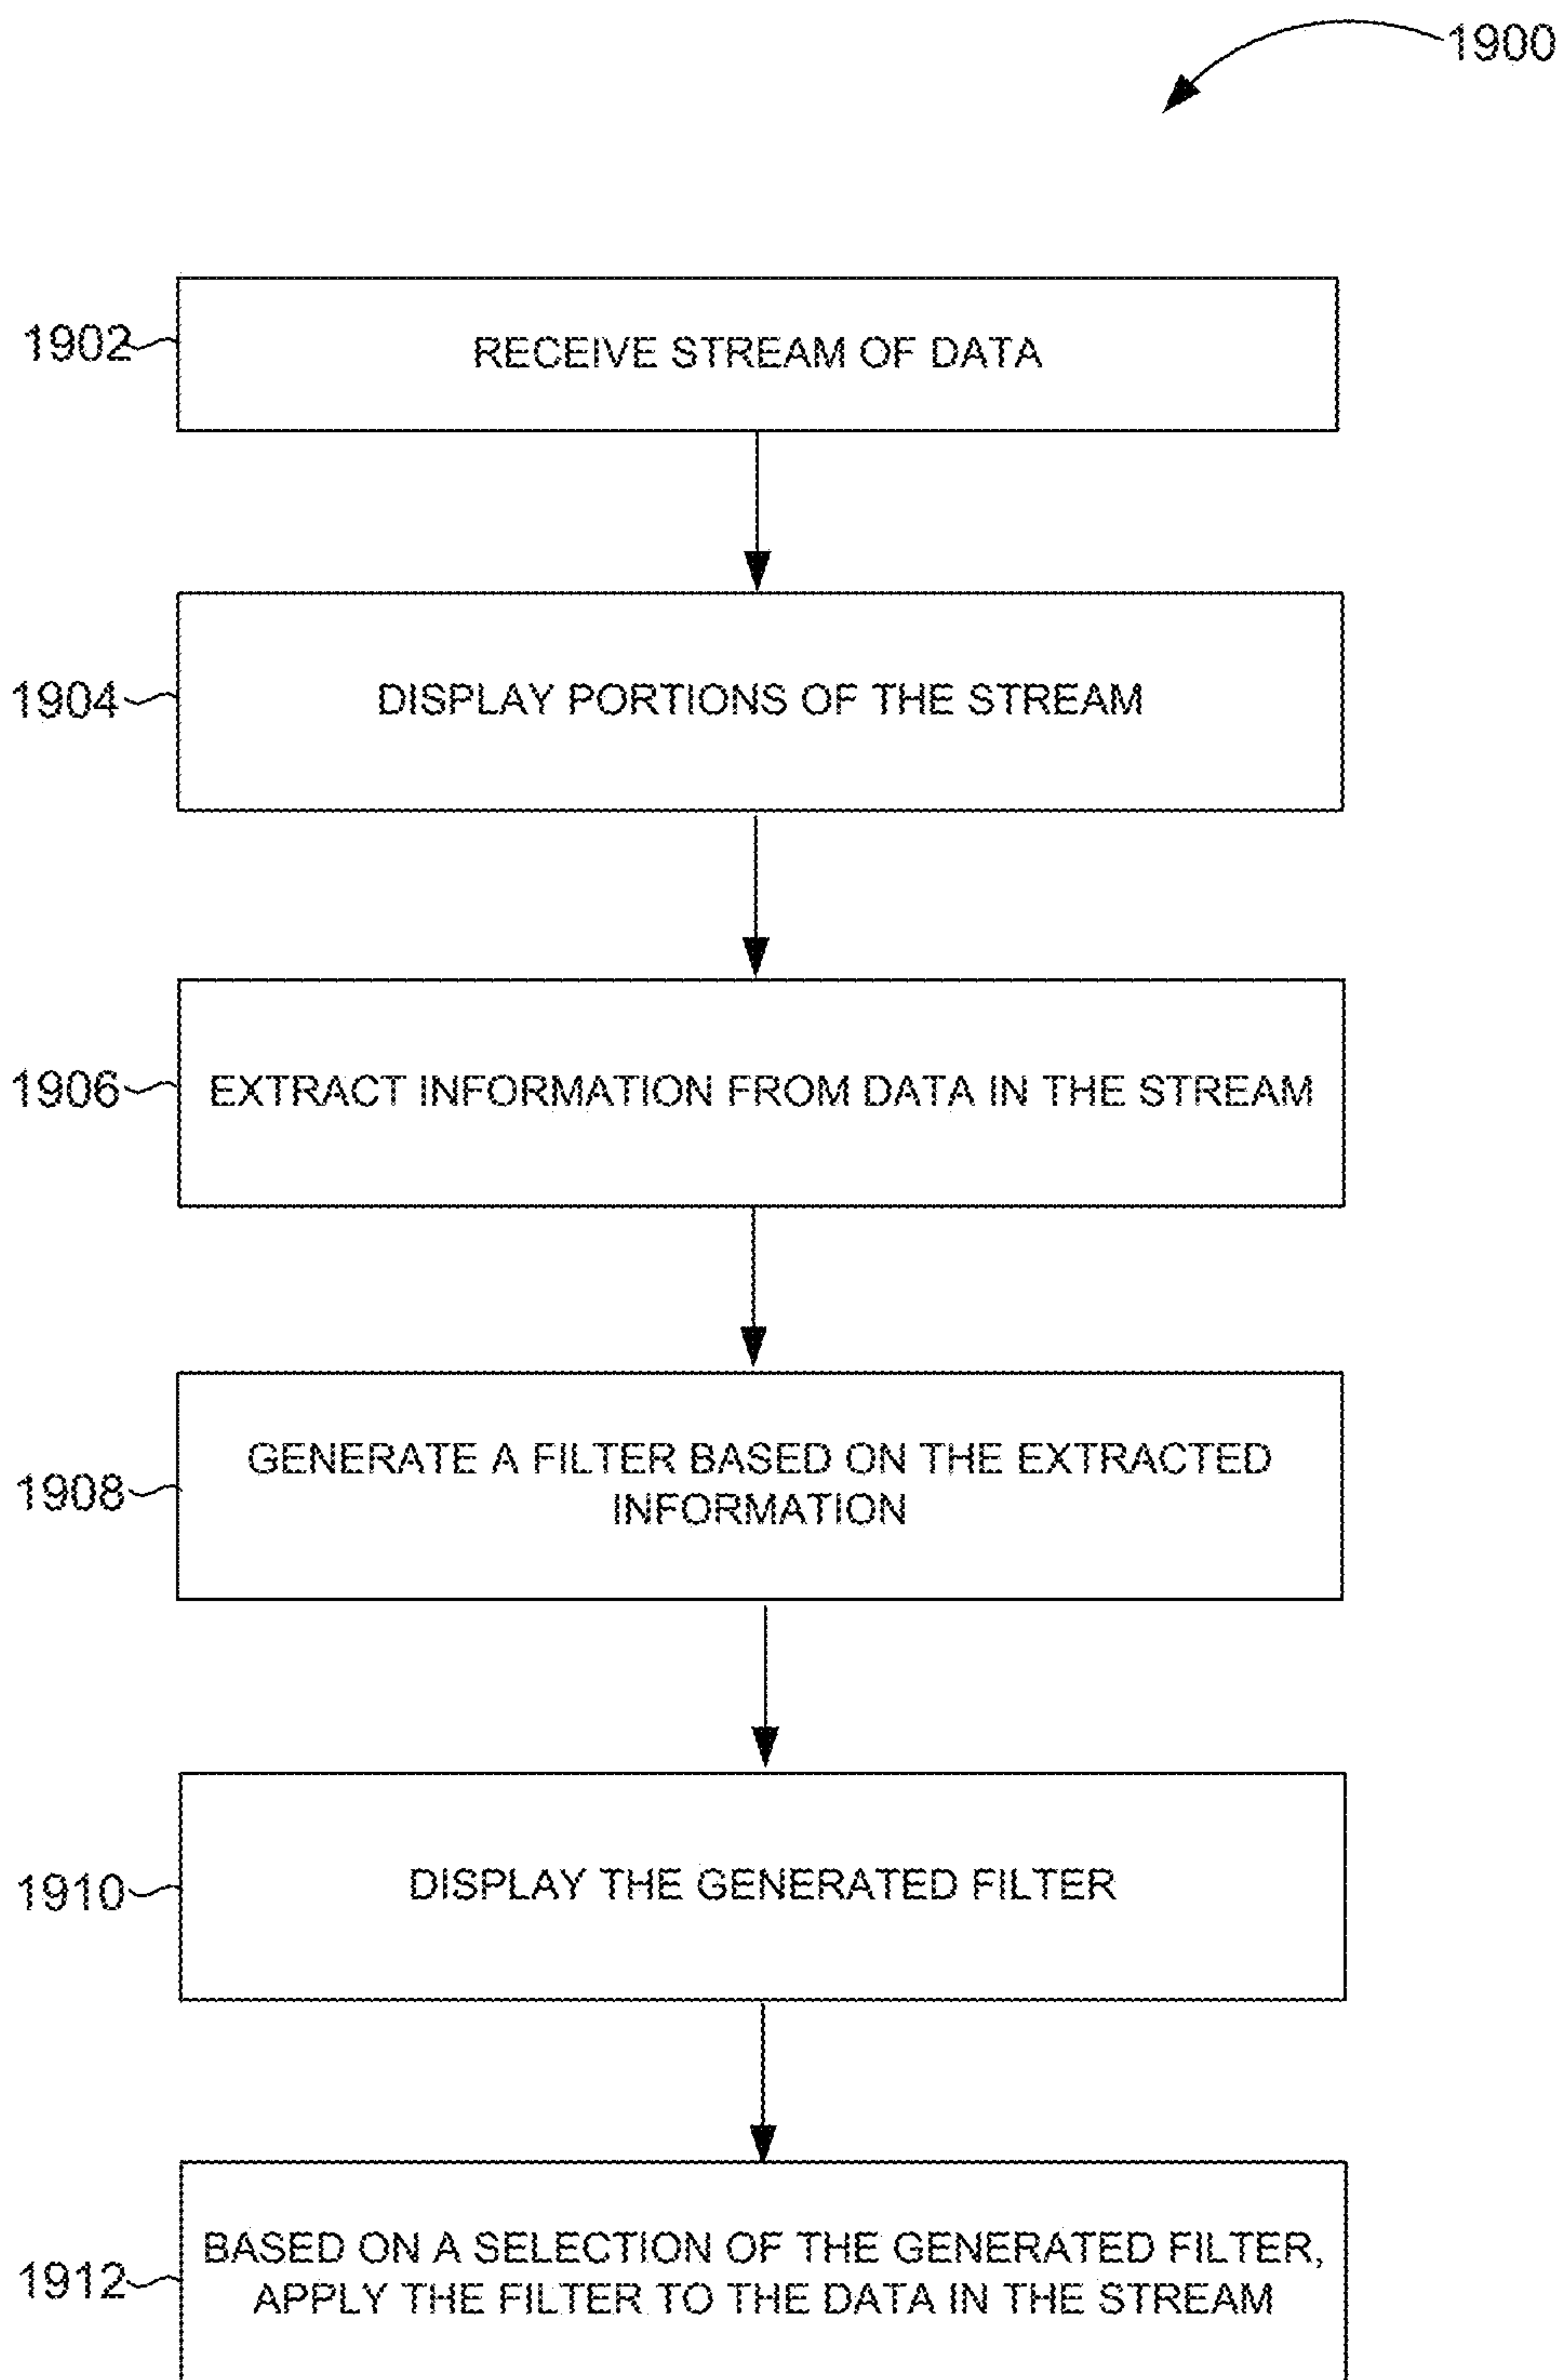 1900
1902
RECEIVE STREAM OF DATA
1904
DISPLAY PORTIONS OF THE STREAM
1906
EXTRACT INFORMATION FROM DATA IN THE STREAM
1908
GENERATE A FILTER BASED ON THE EXTRACTED
INFORMATION
1910
DISPLAY THE GENERATED FILTER
1912
BASED ON A SELECTION OF THE GENERATED FILTER,
APPLY THE FILTER TO THE DATA IN THE STREAM